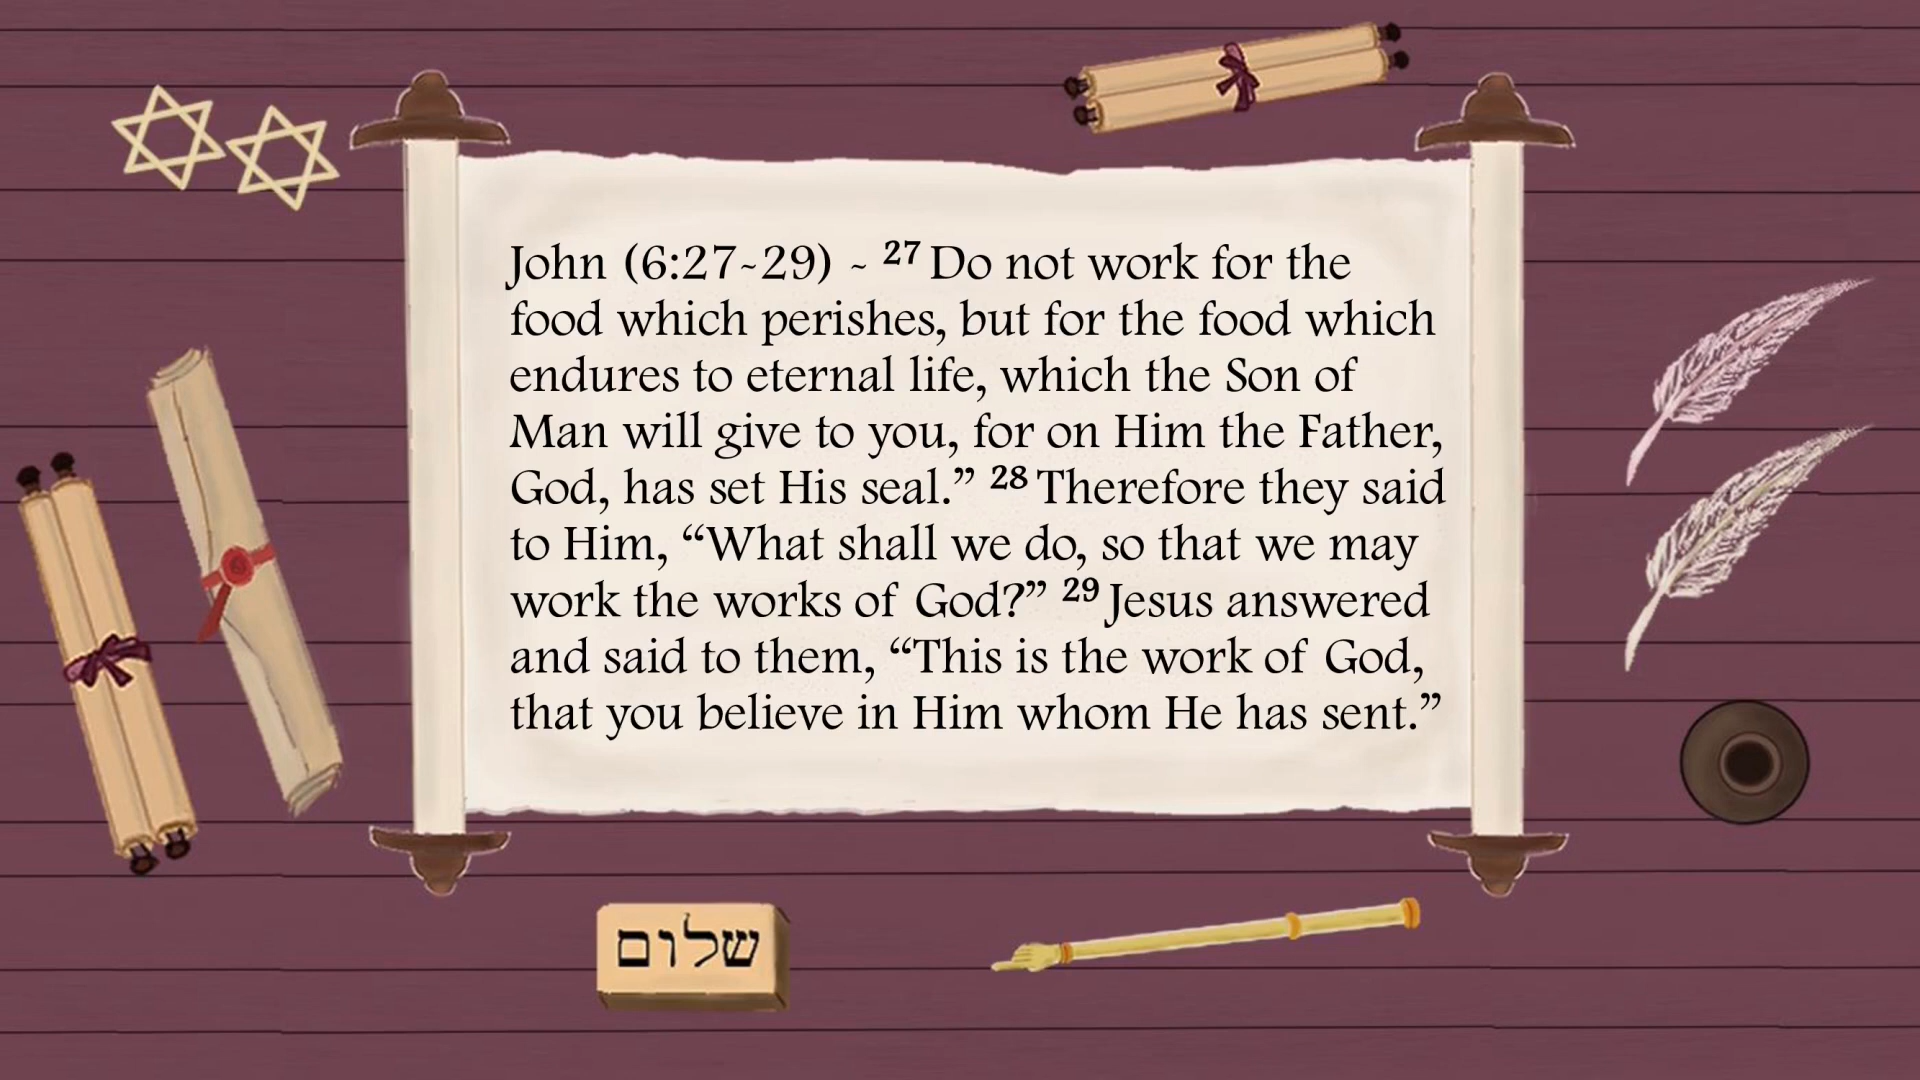 John (6:27-29) - ²⁷ Do not work for the
food which perishes, but for the food which
endures to eternal life, which the Son of
Man will give to you, for on Him the Father,
God, has set His seal.” ²⁸ Therefore they said
to Him, “What shall we do, so that we may
work the works of God?” ²⁹ Jesus answered
and said to them, “This is the work of God,
that you believe in Him whom He has sent.”
שלום